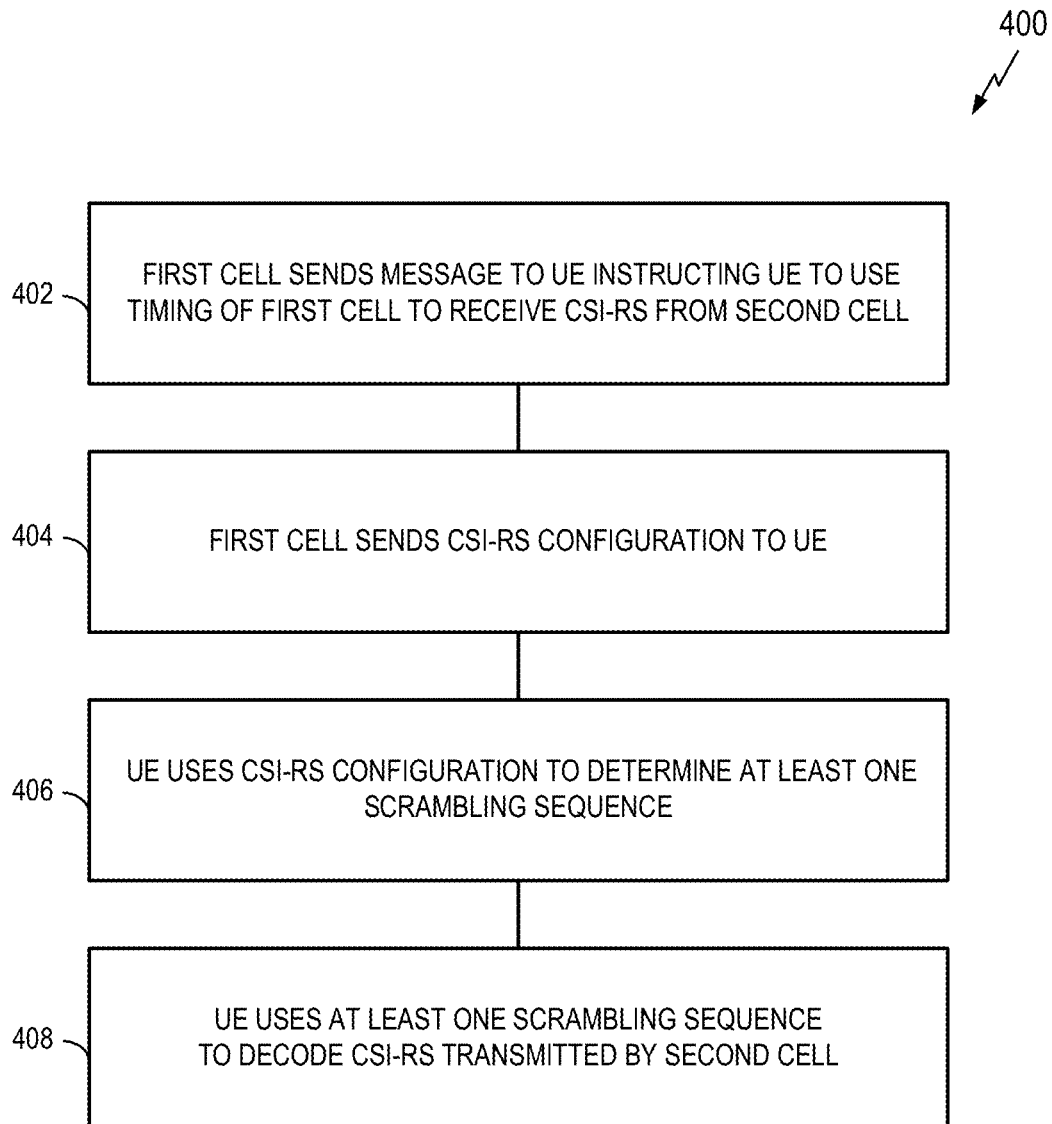 400
402
FIRST CELL SENDS MESSAGE TO UE INSTRUCTING UE TO USE
TIMING OF FIRST CELL TO RECEIVE CSI-RS FROM SECOND CELL
404
FIRST CELL SENDS CSI-RS CONFIGURATION TO UE
406
UE USES CSI-RS CONFIGURATION TO DETERMINE AT LEAST ONE
SCRAMBLING SEQUENCE
408
UE USES AT LEAST ONE SCRAMBLING SEQUENCE
TO DECODE CSI-RS TRANSMITTED BY SECOND CELL